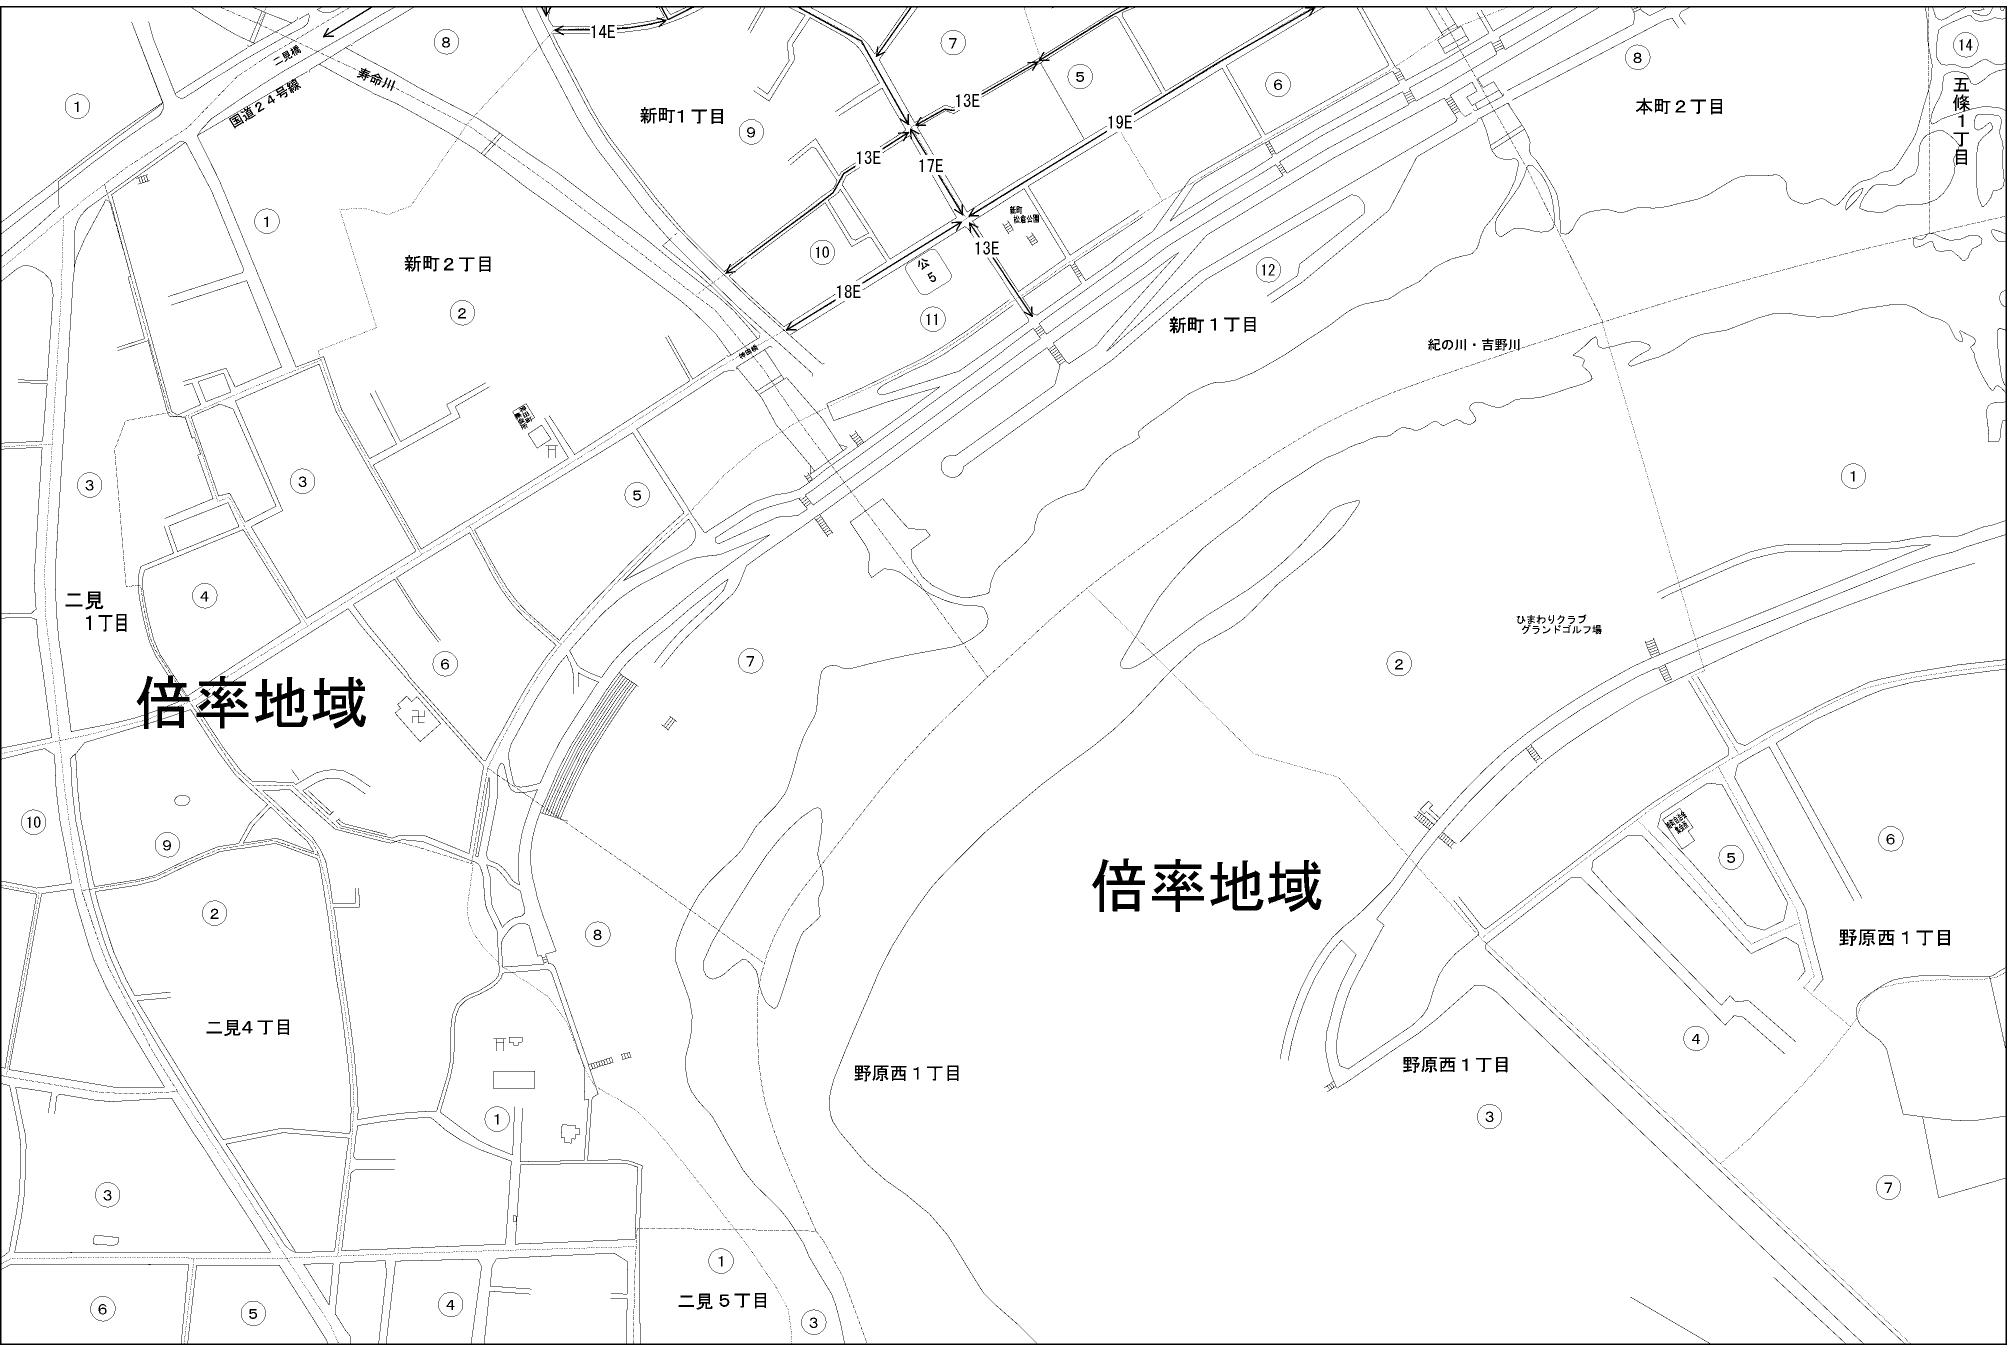 14E
8
7
14
二見橋
寿命川
5
8
1
国道24号線
6
五條1丁目
13E
本町2丁目
新町1丁目
9
19E
13E
17E
1
新町
松倉公園
13E
10
新町2丁目
公
5
12
18E
2
11
新町1丁目
紀の川・吉野川
3
3
5
1
4
二見
1丁目
ひまわりクラブ
グランドゴルフ場
6
7
2
倍率地域
10
9
5
6
倍率地域
2
8
野原西1丁目
二見4丁目
4
野原西1丁目
野原西1丁目
1
3
3
7
1
二見5丁目
6
5
4
3